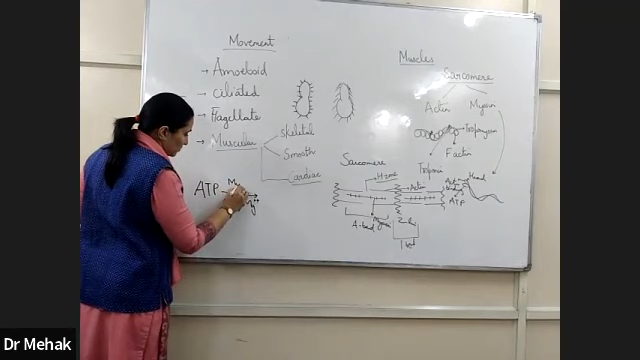 Movement
→ Amoeboid
→ Ciliated
→ Flagellate
→ Muscular
Skeletal
Smooth
Cardiac
ATP
Muscles
Sarcomere
Actin
Myosin
Tropomyosin
F actin
Troponin
Sarcomere
H-zone
Actin
A-band
Z-line
I band
Head
ATP
Dr Mehak